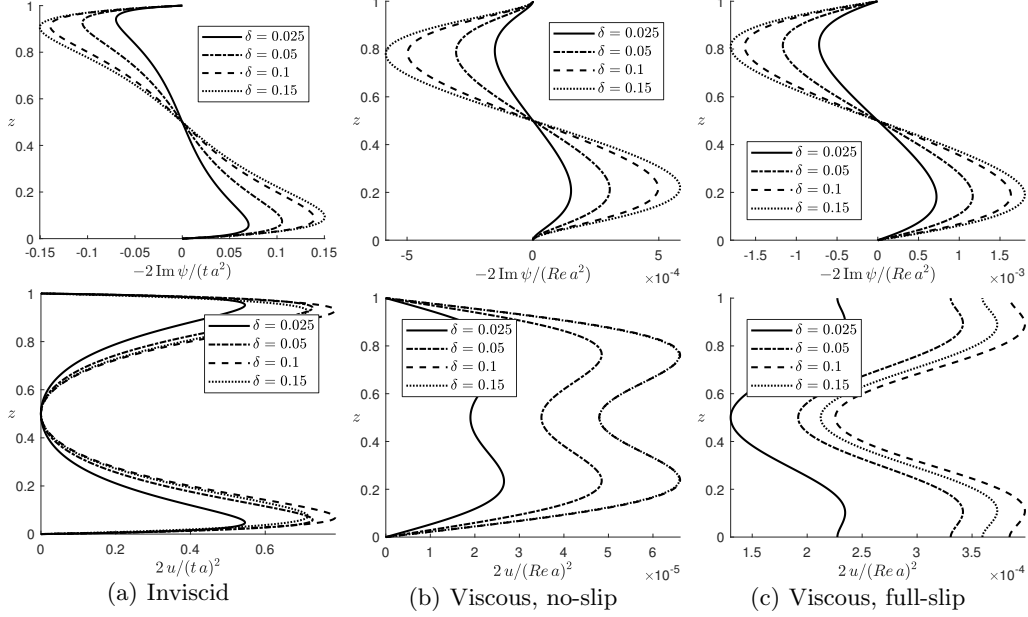 1
0.8
0.6
z
0.4
0.2
0
-0.15 -0.1 -0.05 0 0.05 0.1 0.15
−2 Im ψ/(t a²)
δ = 0.025
δ = 0.05
δ = 0.1
δ = 0.15
1
0.8
0.6
z
0.4
0.2
0
-5 0 5
×10⁻⁴
−2 Im ψ/(Re a²)
δ = 0.025
δ = 0.05
δ = 0.1
δ = 0.15
1
0.8
0.6
z
0.4
0.2
0
-1.5 -1 -0.5 0 0.5 1 1.5
×10⁻³
−2 Im ψ/(Re a²)
δ = 0.025
δ = 0.05
δ = 0.1
δ = 0.15
1
0.8
0.6
z
0.4
0.2
0
0 0.2 0.4 0.6
2 u/(t a)²
δ = 0.025
δ = 0.05
δ = 0.1
δ = 0.15
1
0.8
0.6
z
0.4
0.2
0
0 1 2 3 4 5 6
×10⁻⁵
2 u/(Re a)²
δ = 0.025
δ = 0.05
δ = 0.1
δ = 0.15
1
0.8
0.6
z
0.4
0.2
0
1.5 2 2.5 3 3.5
×10⁻⁴
2 u/(Re a)²
δ = 0.025
δ = 0.05
δ = 0.1
δ = 0.15
(a) Inviscid
(b) Viscous, no-slip
(c) Viscous, full-slip